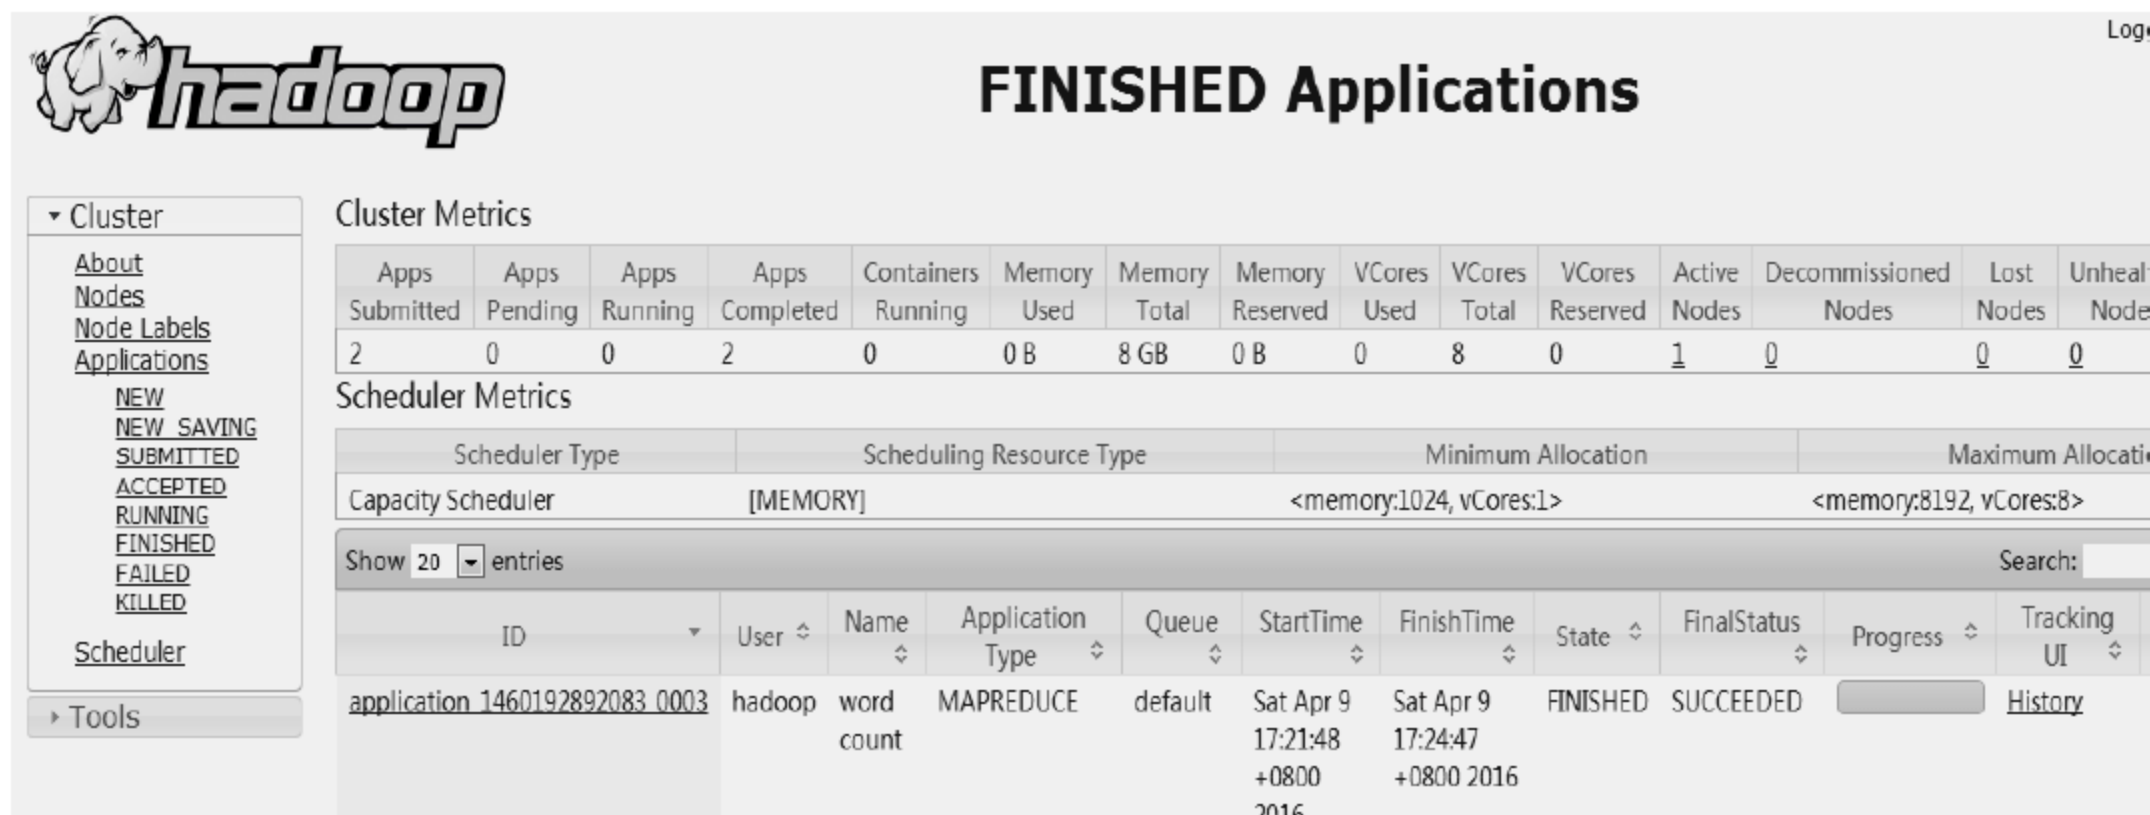 Log
hadoop
FINISHED Applications
Cluster
About
Nodes
Node Labels
Applications
NEW
NEW_SAVING
SUBMITTED
ACCEPTED
RUNNING
FINISHED
FAILED
KILLED
Scheduler
Tools
Cluster Metrics
Apps Submitted Apps Pending Apps Running Apps Completed Containers Running Memory Used Memory Total Memory Reserved VCores Used VCores Total VCores Reserved Active Nodes Decommissioned Nodes Lost Nodes Unheal Node
2 0 0 2 0 0 B 8 GB 0 B 0 8 0 1 0 0 0
Scheduler Metrics
Scheduler Type Scheduling Resource Type Minimum Allocation Maximum Allocati
Capacity Scheduler [MEMORY] <memory:1024, vCores:1> <memory:8192, vCores:8>
Show 20 entries Search:
ID User Name Application Type Queue StartTime FinishTime State FinalStatus Progress Tracking UI
application_1460192892083_0003 hadoop word count MAPREDUCE default Sat Apr 9 17:21:48 +0800 2016 Sat Apr 9 17:24:47 +0800 2016 FINISHED SUCCEEDED History